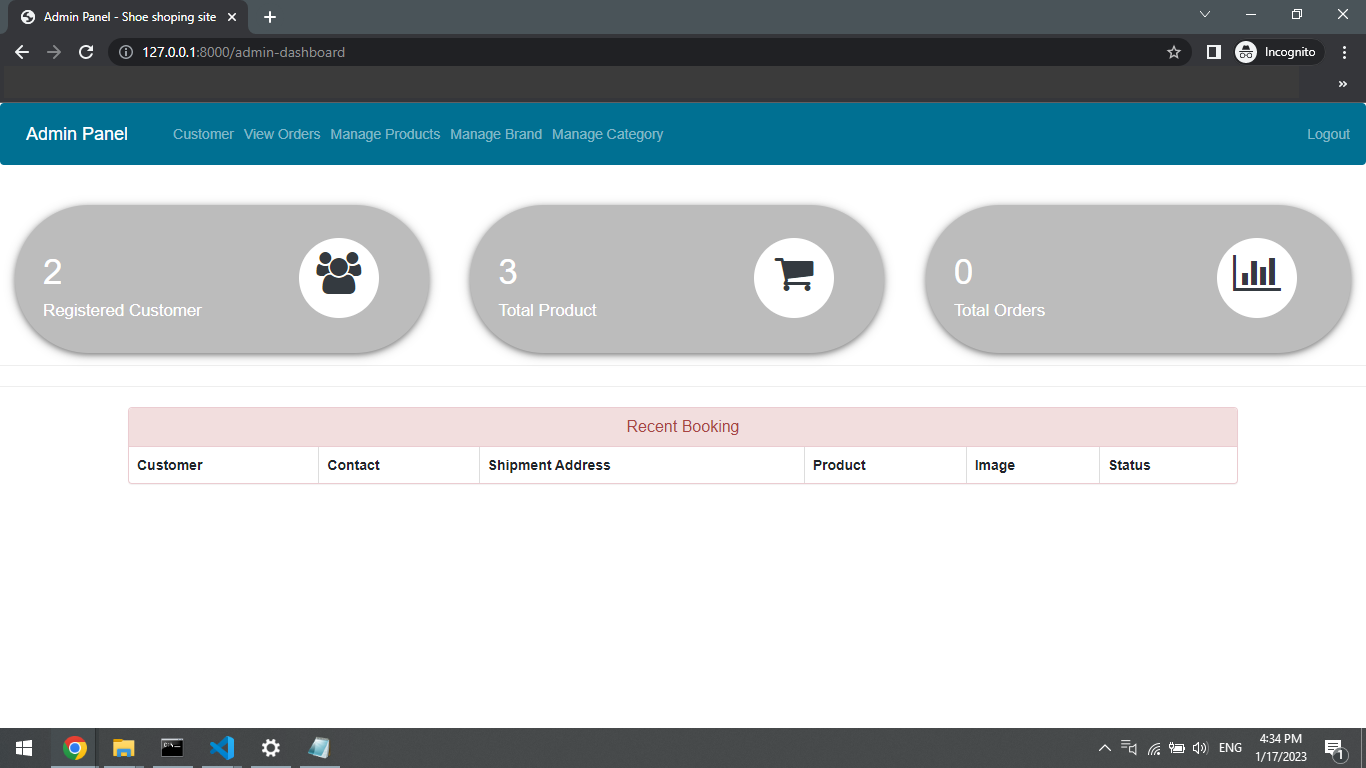 Admin Panel - Shoe shoping site
127.0.0.1:8000/admin-dashboard
Incognito
Admin Panel Customer View Orders Manage Products Manage Brand Manage Category Logout
2
Registered Customer
3
Total Product
0
Total Orders
Recent Booking
Customer Contact Shipment Address Product Image Status
ENG
4:34 PM
1/17/2023
1